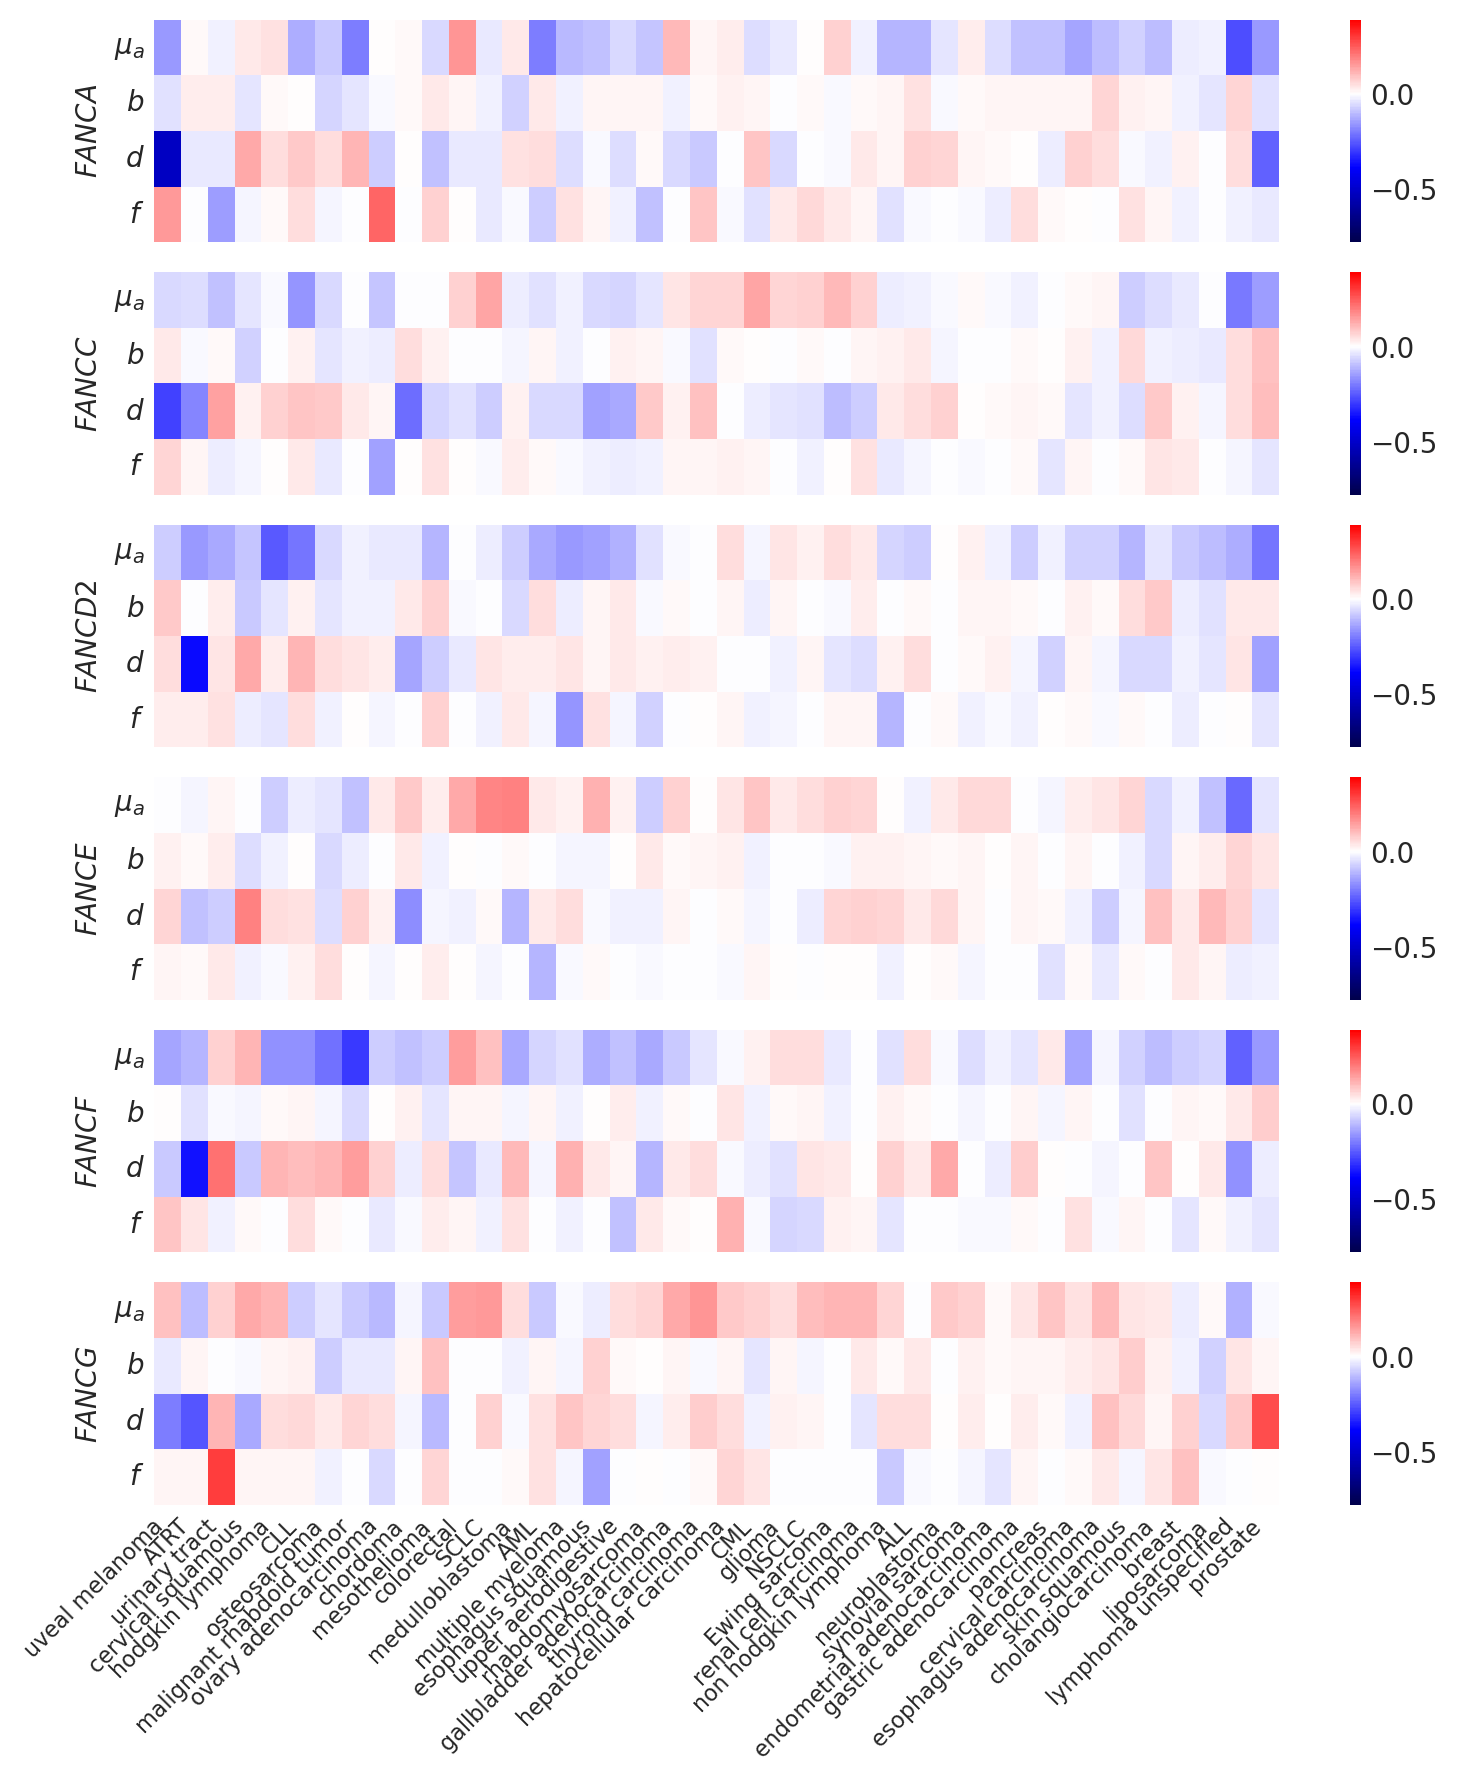 FANCA
μa
b
d
f
0.0
−0.5
FANCC
μa
b
d
f
0.0
−0.5
FANCD2
μa
b
d
f
0.0
−0.5
FANCE
μa
b
d
f
0.0
−0.5
FANCF
μa
b
d
f
0.0
−0.5
FANCG
μa
b
d
f
0.0
−0.5
uveal melanoma
ATRT
urinary tract
cervical squamous
hodgkin lymphoma
CLL
osteosarcoma
malignant rhabdoid tumor
ovary adenocarcinoma
chordoma
mesothelioma
colorectal
SCLC
medulloblastoma
AML
multiple myeloma
esophagus squamous
upper aerodigestive
rhabdomyosarcoma
gallbladder adenocarcinoma
thyroid carcinoma
hepatocellular carcinoma
CML
glioma
NSCLC
Ewing sarcoma
renal cell carcinoma
non hodgkin lymphoma
ALL
neuroblastoma
synovial sarcoma
endometrial adenocarcinoma
gastric adenocarcinoma
pancreas
cervical carcinoma
esophagus adenocarcinoma
skin squamous
cholangiocarcinoma
breast
liposarcoma
lymphoma unspecified
prostate